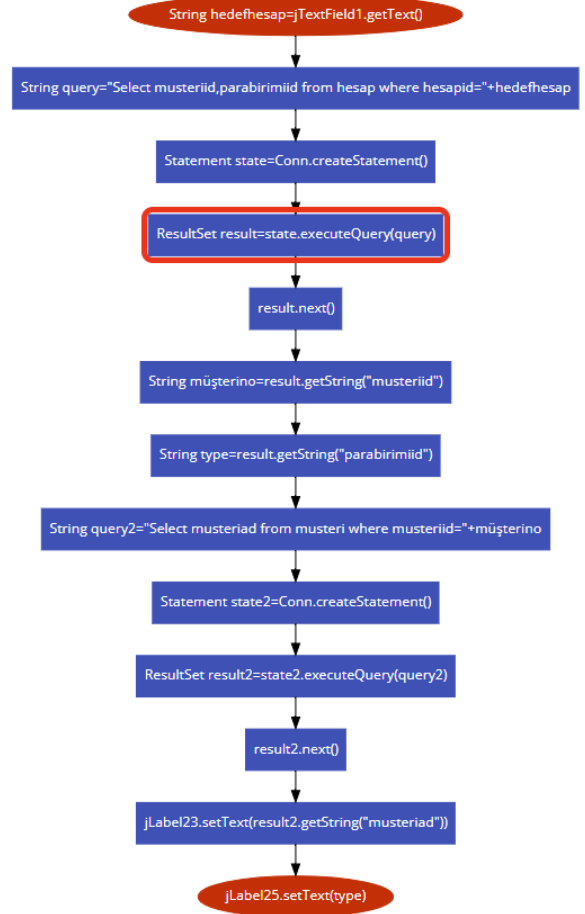 String hedefhesap=jTextField1.getText()
String query="Select musteriid,parabirimiid from hesap where hesapid="+hedefhesap
Statement state=Conn.createStatement()
ResultSet result=state.executeQuery(query)
result.next()
String müşterino=result.getString("musteriid")
String type=result.getString("parabirimiid")
String query2="Select musteriad from musteri where musteriid="+müşterino
Statement state2=Conn.createStatement()
ResultSet result2=state2.executeQuery(query2)
result2.next()
jLabel23.setText(result2.getString("musteriad"))
jLabel25.setText(type)